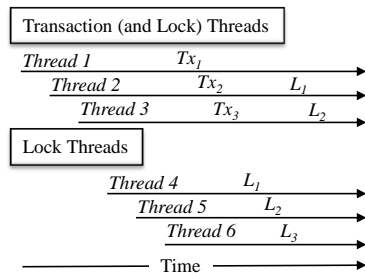 Transaction (and Lock) Threads
Thread 1 Tx1
Thread 2 Tx2 L1
Thread 3 Tx3 L2
Lock Threads
Thread 4 L1
Thread 5 L2
Thread 6 L3
Time